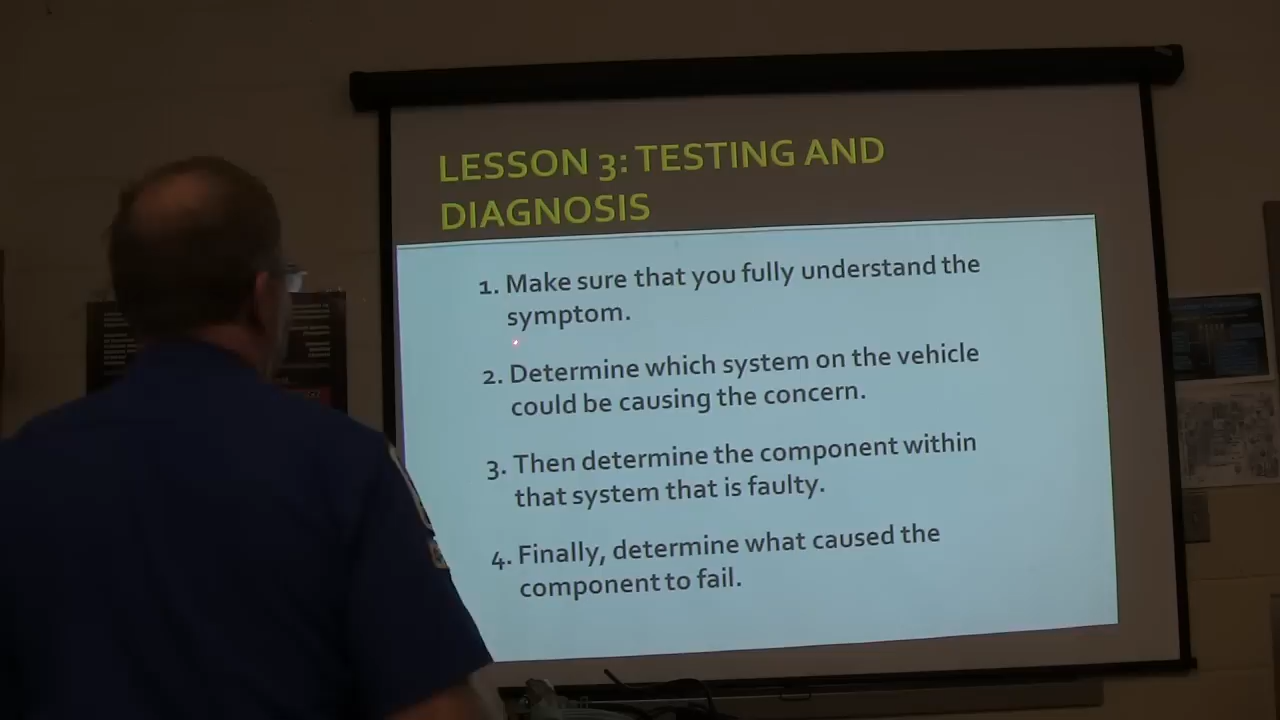 LESSON 3: TESTING AND
DIAGNOSIS
1. Make sure that you fully understand the
symptom.
2. Determine which system on the vehicle
could be causing the concern.
3. Then determine the component within
that system that is faulty.
4. Finally, determine what caused the
component to fail.